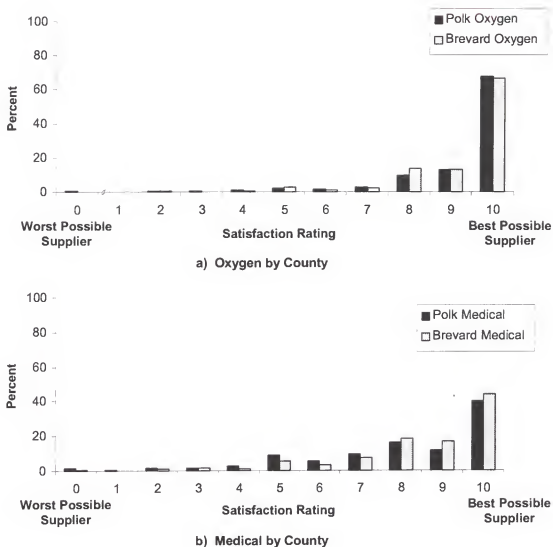 100
80
60
40
20
0
Percent
Polk Oxygen
Brevard Oxygen
0 1 2 3 4 5 6 7 8 9 10
Worst Possible Supplier
Satisfaction Rating
Best Possible Supplier
a) Oxygen by County
100
80
60
40
20
0
Percent
Polk Medical
Brevard Medical
0 1 2 3 4 5 6 7 8 9 10
Worst Possible Supplier
Satisfaction Rating
Best Possible Supplier
b) Medical by County